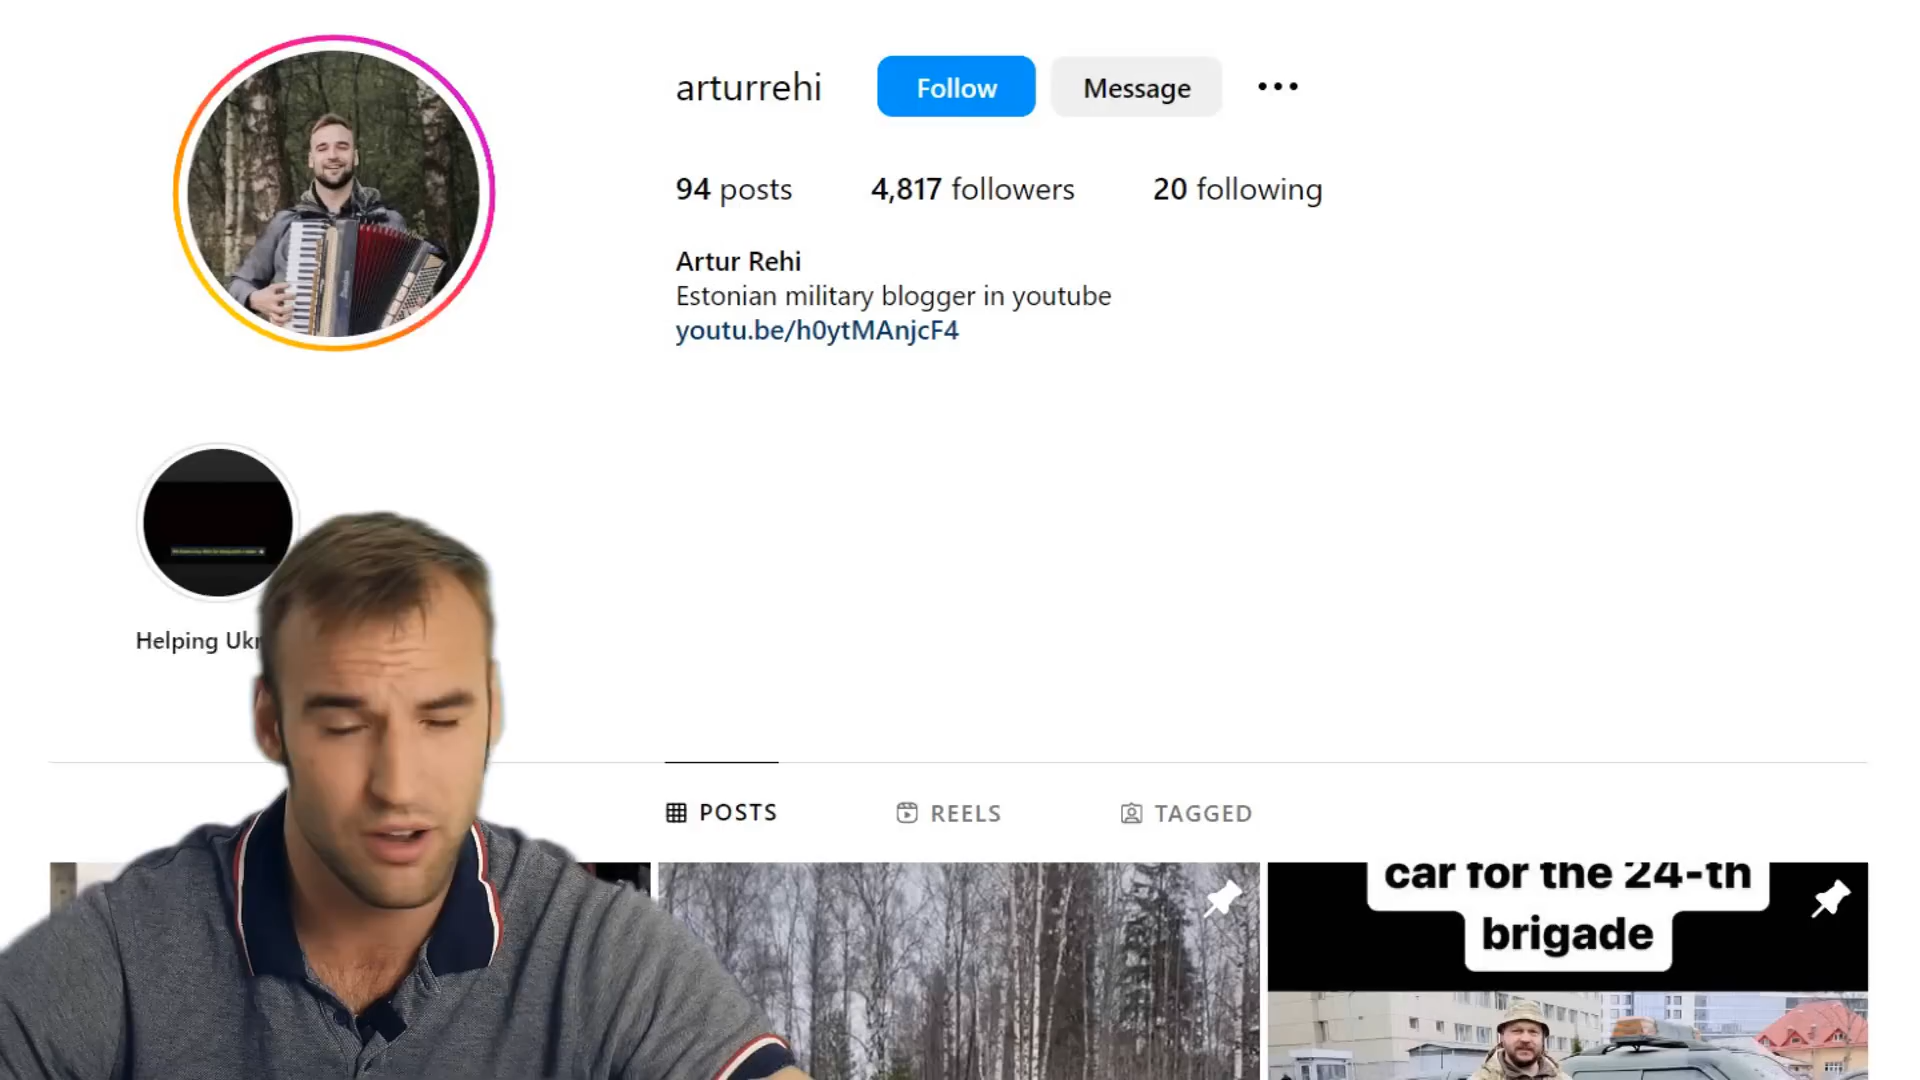 arturrehi
Follow
Message
94 posts
4,817 followers
20 following
Artur Rehi
Estonian military blogger in youtube
youtu.be/h0ytMAnjcF4
Helping Ukr
POSTS
REELS
TAGGED
car for the 24-th
brigade